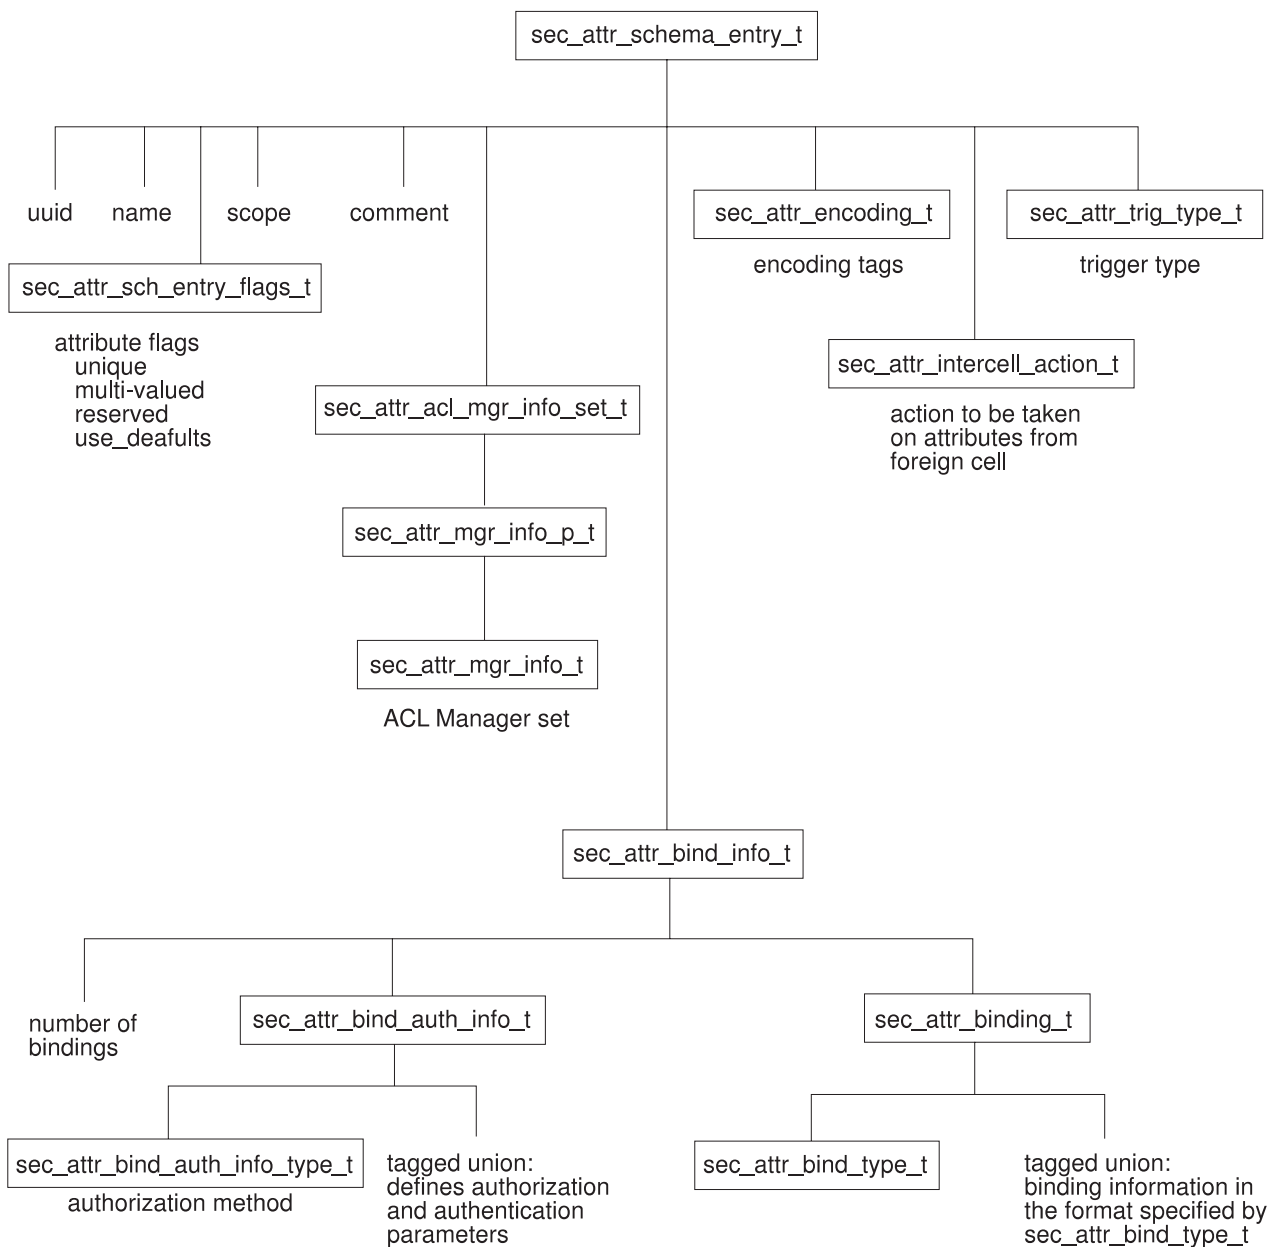 sec_attr_schema_entry_t
uuid
name
scope
comment
sec_attr_encoding_t
encoding tags
sec_attr_trig_type_t
trigger type
sec_attr_sch_entry_flags_t
attribute flags
unique
multi-valued
reserved
use_deafults
sec_attr_intercell_action_t
action to be taken
on attributes from
foreign cell
sec_attr_acl_mgr_info_set_t
sec_attr_mgr_info_p_t
sec_attr_mgr_info_t
ACL Manager set
sec_attr_bind_info_t
number of
bindings
sec_attr_bind_auth_info_t
sec_attr_binding_t
sec_attr_bind_auth_info_type_t
authorization method
tagged union:
defines authorization
and authentication
parameters
sec_attr_bind_type_t
tagged union:
binding information in
the format specified by
sec_attr_bind_type_t